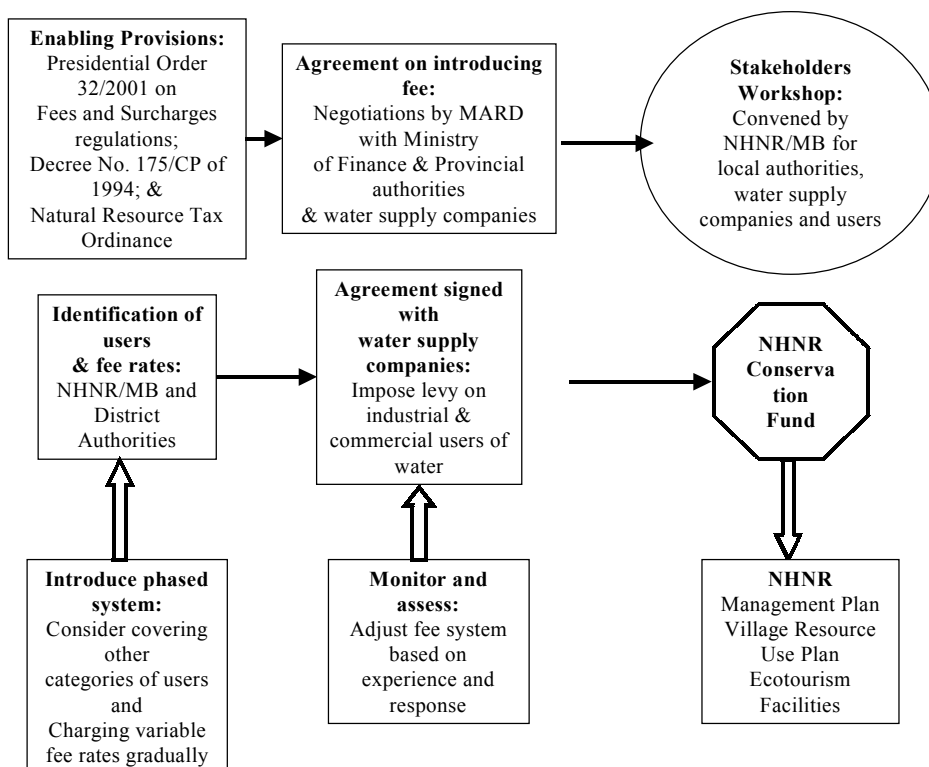 Enabling Provisions:
Presidential Order
32/2001 on
Fees and Surcharges
regulations;
Decree No. 175/CP of
1994; &
Natural Resource Tax
Ordinance
Agreement on introducing
fee:
Negotiations by MARD
with Ministry
of Finance & Provincial
authorities
& water supply companies
Stakeholders
Workshop:
Convened by
NHNR/MB for
local authorities,
water supply
companies and users
Identification of
users
& fee rates:
NHNR/MB and
District
Authorities
Agreement signed
with
water supply
companies:
Impose levy on
industrial &
commercial users of
water
NHNR
Conserva
tion
Fund
Introduce phased
system:
Consider covering
other
categories of users
and
Charging variable
fee rates gradually
Monitor and
assess:
Adjust fee system
based on
experience and
response
NHNR
Management Plan
Village Resource
Use Plan
Ecotourism
Facilities